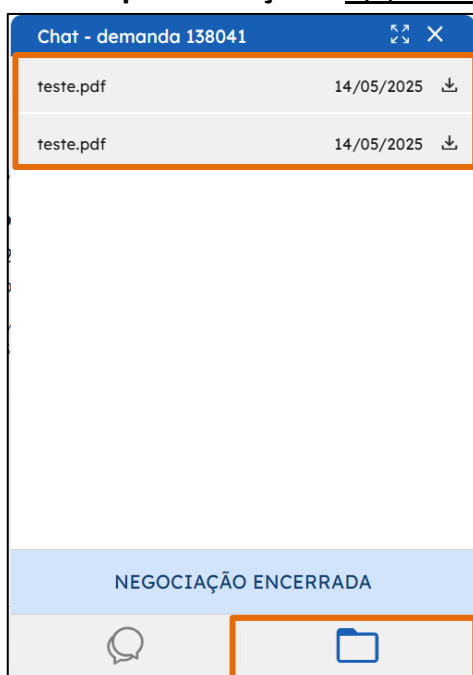 Chat - demanda 138041
teste.pdf 14/05/2025
teste.pdf 14/05/2025
NEGOCIAÇÃO ENCERRADA